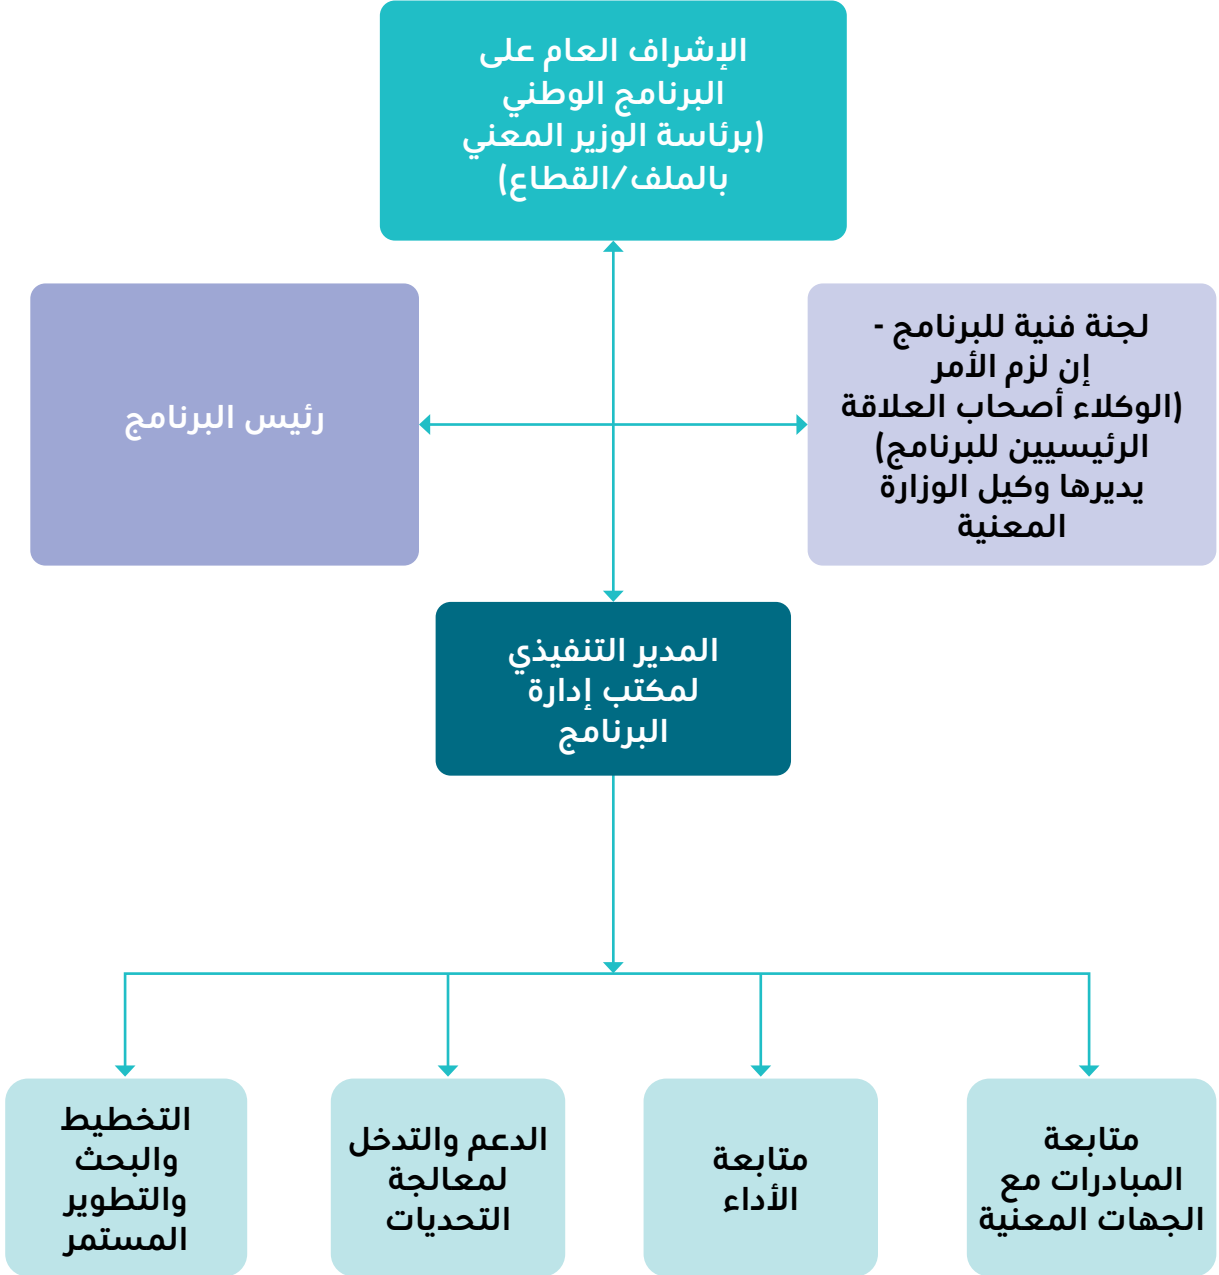 الإشراف العام على
البرنامج الوطني
(برئاسة الوزير المعني
بالملف/القطاع)
لجنة فنية للبرنامج -
إن لزم الأمر
(الوكلاء أصحاب العلاقة
الرئيسيين للبرنامج)
يديرها وكيل الوزارة
المعنية
رئيس البرنامج
المدير التنفيذي
لمكتب إدارة
البرنامج
متابعة
المبادرات مع
الجهات المعنية
متابعة
الأداء
الدعم والتدخل
لمعالجة
التحديات
التخطيط
والبحث
والتطوير
المستمر